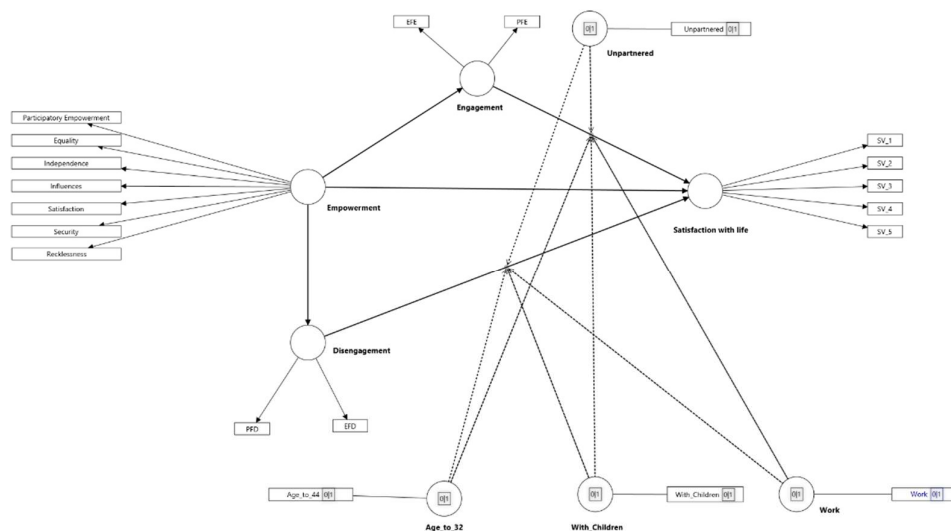 EFE
PFE
0|1
Unpartnered 0|1
Unpartnered
Engagement
Participatory Empowerment
Equality
Independence
Influences
Satisfaction
Security
Recklessness
Empowerment
SV_1
SV_2
SV_3
SV_4
SV_5
Satisfaction with life
Disengagement
PFD
EFD
Age_to_44 0|1
0|1
Age_to_32
0|1
With_Children 0|1
With_Children
0|1
Work 0|1
Work